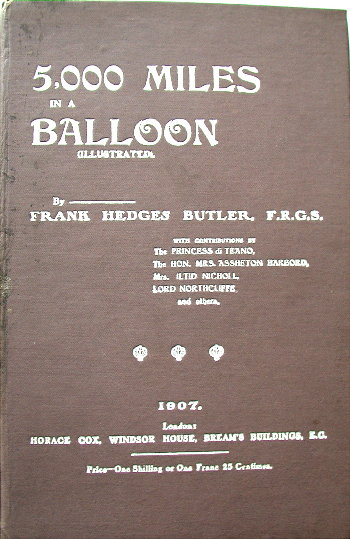 5,000 MILES
IN A
BALLOON
(ILLUSTRATED).
By
FRANK HEDGES BUTLER, F.R.G.S.
WITH CONTRIBUTIONS BY
The PRINCESS di TEANO,
The HON. MRS. ASSHETON HARBORD,
Mrs. ILTID NICHOLL,
LORD NORTHCLIFFE
and others.
1907.
London:
HORACE COX, WINDSOR HOUSE, BREAM'S BUILDINGS, E.C.
Price—One Shilling or One Franc 25 Centimes.